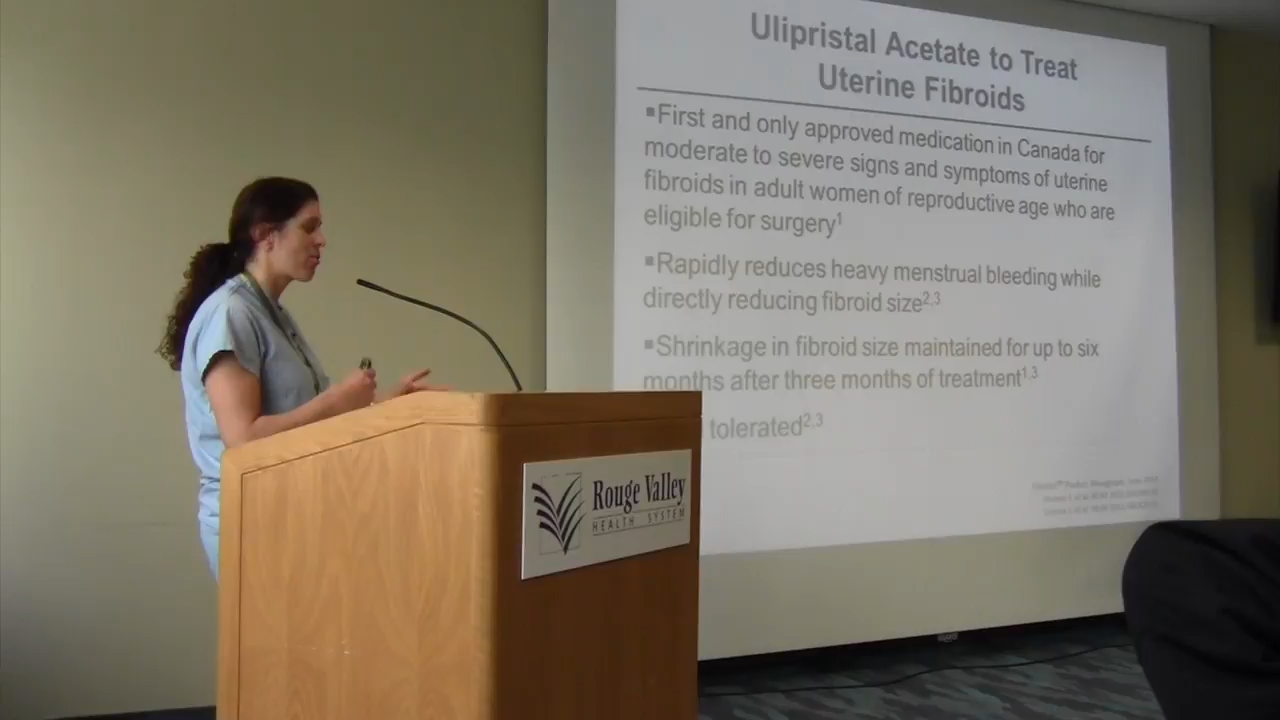 Ulipristal Acetate to Treat
Uterine Fibroids
▪First and only approved medication in Canada for
moderate to severe signs and symptoms of uterine
fibroids in adult women of reproductive age who are
eligible for surgery1
▪Rapidly reduces heavy menstrual bleeding while
directly reducing fibroid size2,3
▪Shrinkage in fibroid size maintained for up to six
months after three months of treatment1,3
tolerated2,3
Rouge Valley
HEALTH SYSTEM